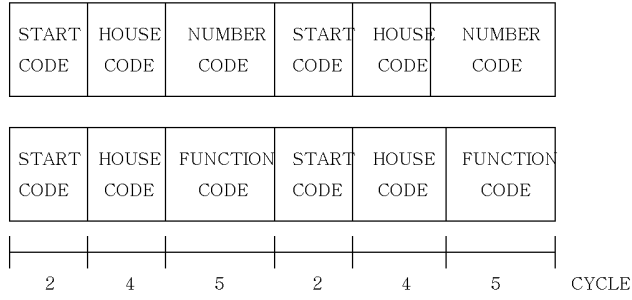 START HOUSE NUMBER START HOUSE NUMBER
CODE CODE CODE CODE CODE CODE
START HOUSE FUNCTION START HOUSE FUNCTION
CODE CODE CODE CODE CODE CODE
2 4 5 2 4 5 CYCLE